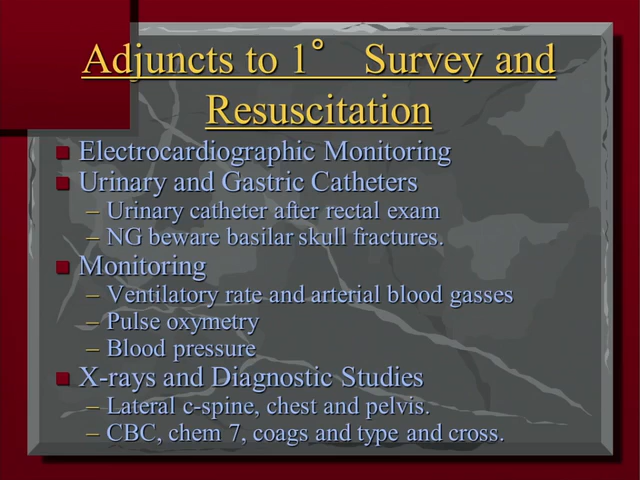 Adjuncts to 1° Survey and
Resuscitation
Electrocardiographic Monitoring
Urinary and Gastric Catheters
– Urinary catheter after rectal exam
– NG beware basilar skull fractures.
Monitoring
– Ventilatory rate and arterial blood gasses
– Pulse oxymetry
– Blood pressure
X-rays and Diagnostic Studies
– Lateral c-spine, chest and pelvis.
– CBC, chem 7, coags and type and cross.